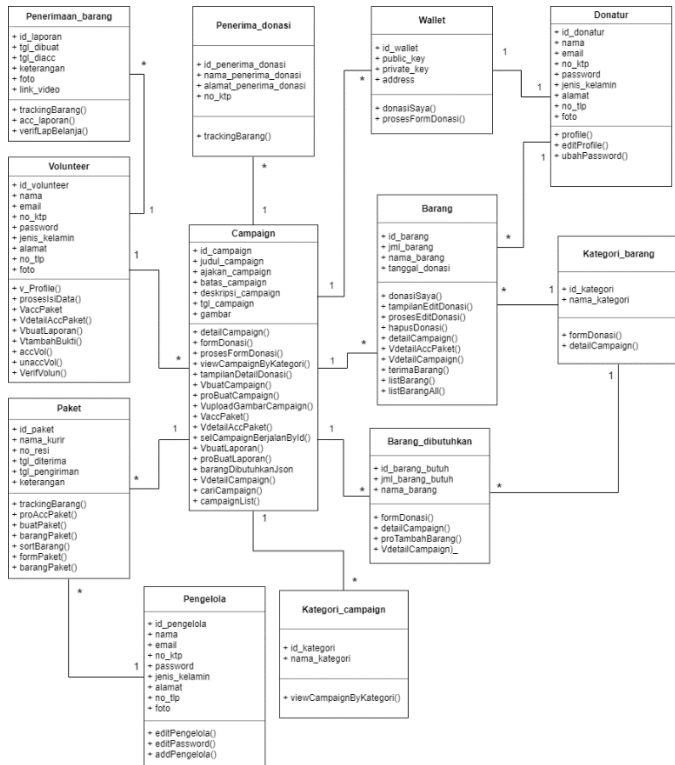 Penerimaan_barang
+ id_laporan
+ tgl_dibuat
+ tgl_diacc
+ keterangan
+ foto
+ link_video
+ trackingBarang()
+ acc_laporan()
+ verifLapBelanja()
Penerima_donasi
+ id_penerima_donasi
+ nama_penerima_donasi
+ alamat_penerima_donasi
+ no_ktp
+ trackingBarang()
Wallet
+ id_wallet
+ public_key
+ private_key
+ address
+ donasiSaya()
+ prosesFormDonasi()
Donatur
+ id_donatur
+ nama
+ email
+ no_ktp
+ password
+ jenis_kelamin
+ alamat
+ no_tlp
+ foto
+ profile()
+ editProfile()
+ ubahPassword()
*
1
*
1
1
*
1
*
1
Volunteer
+ id_volunteer
+ nama
+ email
+ no_ktp
+ password
+ jenis_kelamin
+ alamat
+ no_tlp
+ foto
+ v_Profile()
+ prosesIsiData()
+ VaccPaket
+ VdetailAccPaket()
+ VbuatLaporan()
+ VtambahBukti()
+ accVol()
+ unaccVol()
+ VerifVolun()
1
*
Campaign
+ id_campaign
+ judul_campaign
+ ajakan_campaign
+ batas_campaign
+ deskripsi_campaign
+ tgl_campaign
+ gambar
+ detailCampaign()
+ formDonasi()
+ prosesFormDonasi()
+ viewCampaignByKategori()
+ tampilanDetailDonasi()
+ VbuatCampaign()
+ proBuatCampaign()
+ VuploadGambarCampaign()
+ VaccPaket()
+ VdetailAccPaket()
+ selCampaignBerjalanById()
+ VbuatLaporan()
+ proBuatLaporan()
+ barangDibutuhkanJson
+ VdetailCampaign()
+ cariCampaign()
+ campaignList()
1
1
*
1
*
1
*
Barang
+ id_barang
+ jml_barang
+ nama_barang
+ tanggal_donasi
+ donasiSaya()
+ tampilanEditDonasi()
+ prosesEditDonasi()
+ hapusDonasi()
+ detailCampaign()
+ VdetailAccPaket()
+ VdetailCampaign()
+ terimaBarang()
+ listBarang()
+ listBarangAll()
*
1
Kategori_barang
+ id_kategori
+ nama_kategori
+ formDonasi()
+ detailCampaign()
1
*
Paket
+ id_paket
+ nama_kurir
+ no_resi
+ tgl_diterima
+ tgl_pengiriman
+ keterangan
+ trackingBarang()
+ proAccPaket()
+ buatPaket()
+ barangPaket()
+ sortBarang()
+ formPaket()
+ barangPaket()
1
*
Barang_dibutuhkan
+ id_barang_butuh
+ jml_barang_butuh
+ nama_barang
+ formDonasi()
+ detailCampaign()
+ proTambahBarang()
+ VdetailCampaign)_
*
1
Pengelola
+ id_pengelola
+ nama
+ email
+ no_ktp
+ password
+ jenis_kelamin
+ alamat
+ no_tlp
+ foto
+ editPengelola()
+ editPassword()
+ addPengelola()
*
Kategori_campaign
+ id_kategori
+ nama_kategori
+ viewCampaignByKategori()